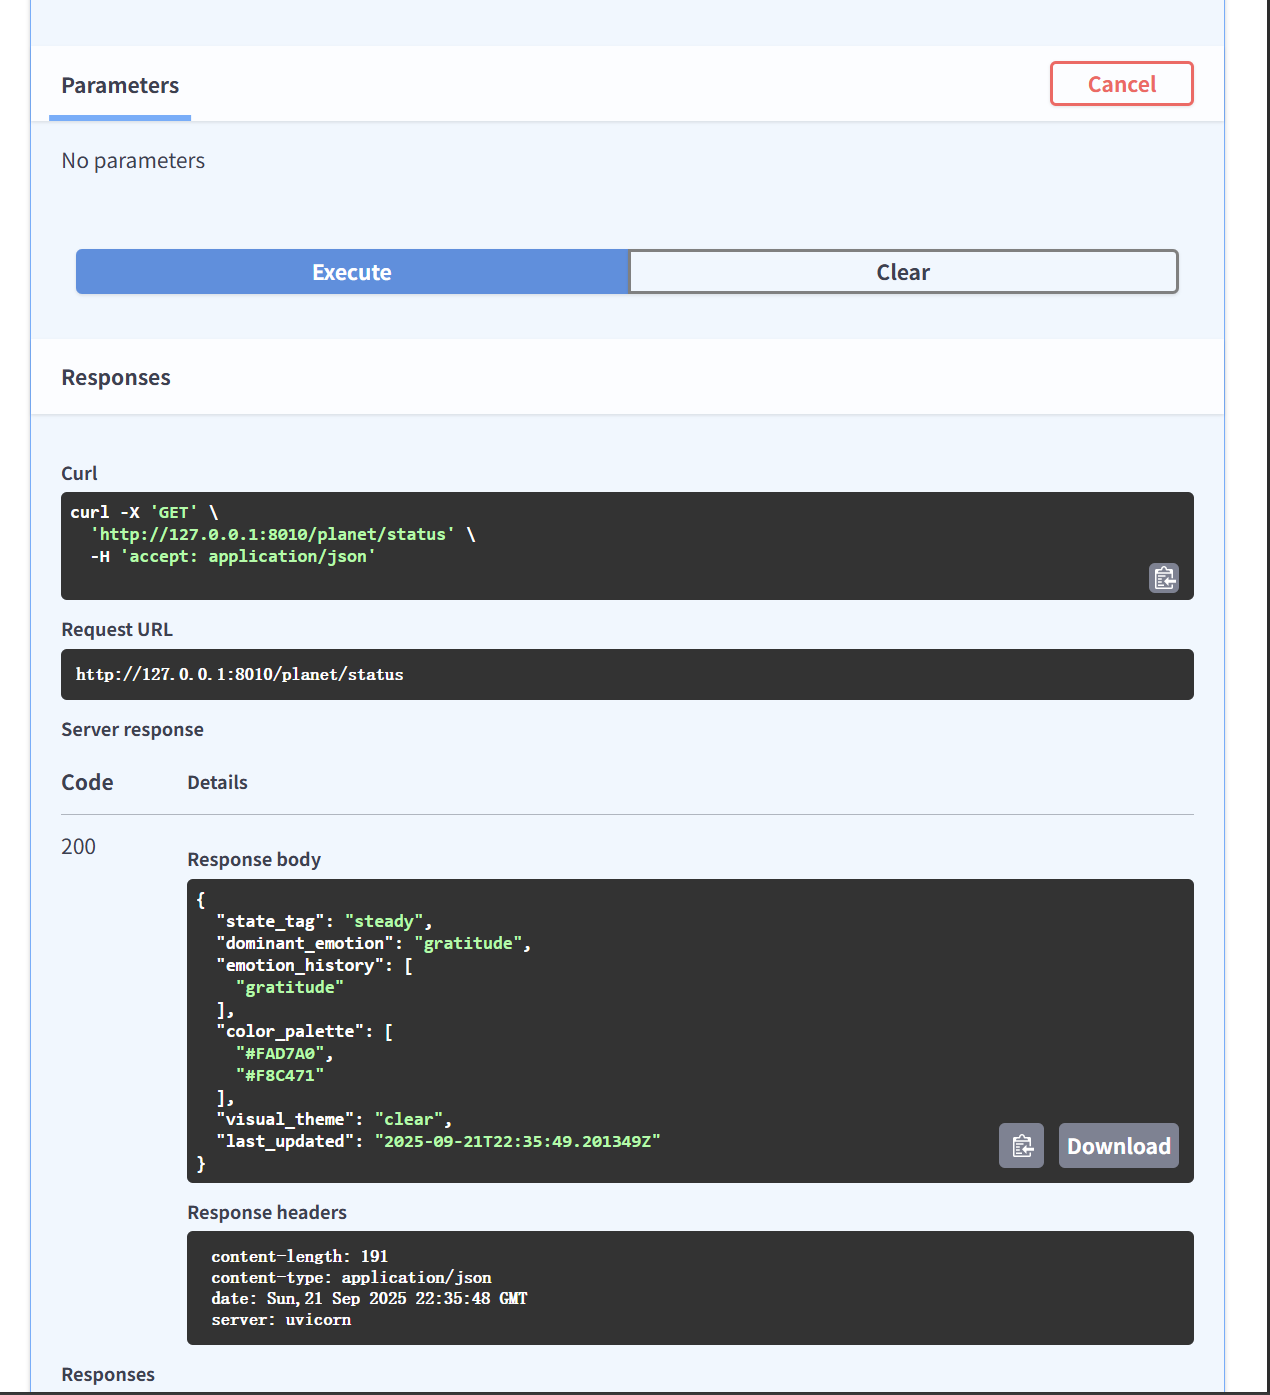 Parameters
Cancel
No parameters
Execute
Clear
Responses
Curl
curl -X 'GET' \
  'http://127.0.0.1:8010/planet/status' \
  -H 'accept: application/json'
Request URL
http://127.0.0.1:8010/planet/status
Server response
Code
Details
200
Response body
{
  "state_tag": "steady",
  "dominant_emotion": "gratitude",
  "emotion_history": [
    "gratitude"
  ],
  "color_palette": [
    "#FAD7A0",
    "#F8C471"
  ],
  "visual_theme": "clear",
  "last_updated": "2025-09-21T22:35:49.201349Z"
}
Download
Response headers
content-length: 191
content-type: application/json
date: Sun,21 Sep 2025 22:35:48 GMT
server: uvicorn
Responses